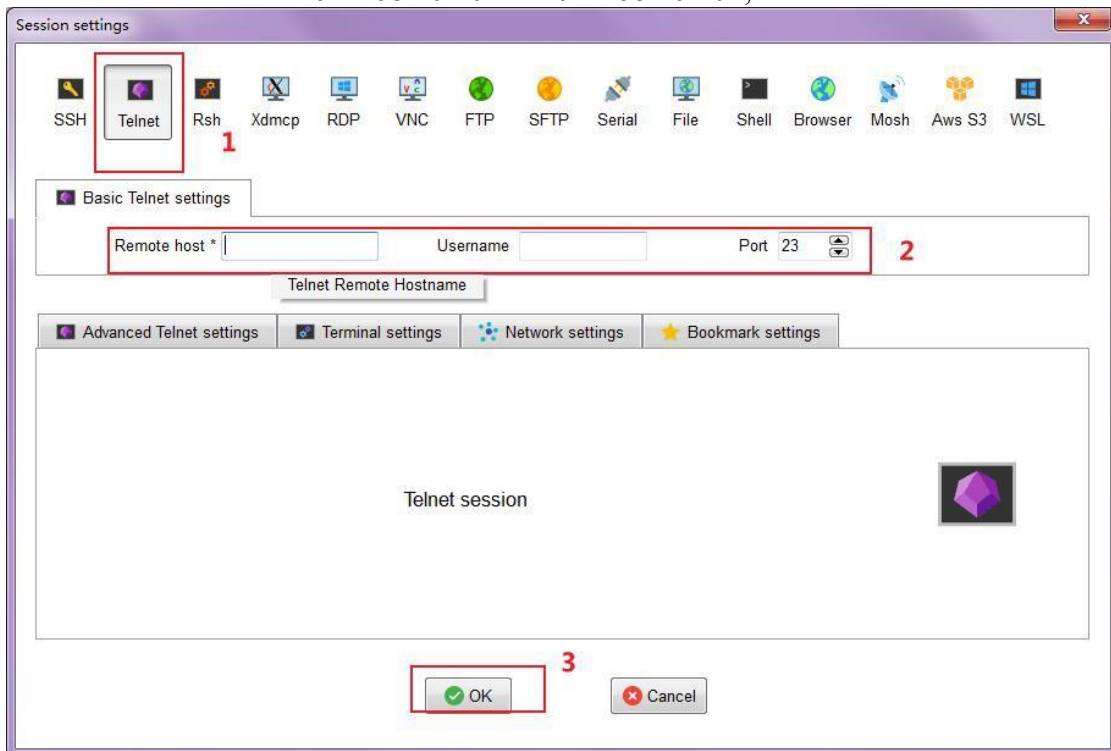 Session settings
SSH Telnet Rsh Xdmcp RDP VNC FTP SFTP Serial File Shell Browser Mosh Aws S3 WSL
1
Basic Telnet settings
Remote host * Username Port 23 2
Telnet Remote Hostname
Advanced Telnet settings Terminal settings Network settings Bookmark settings
Telnet session
3
OK Cancel